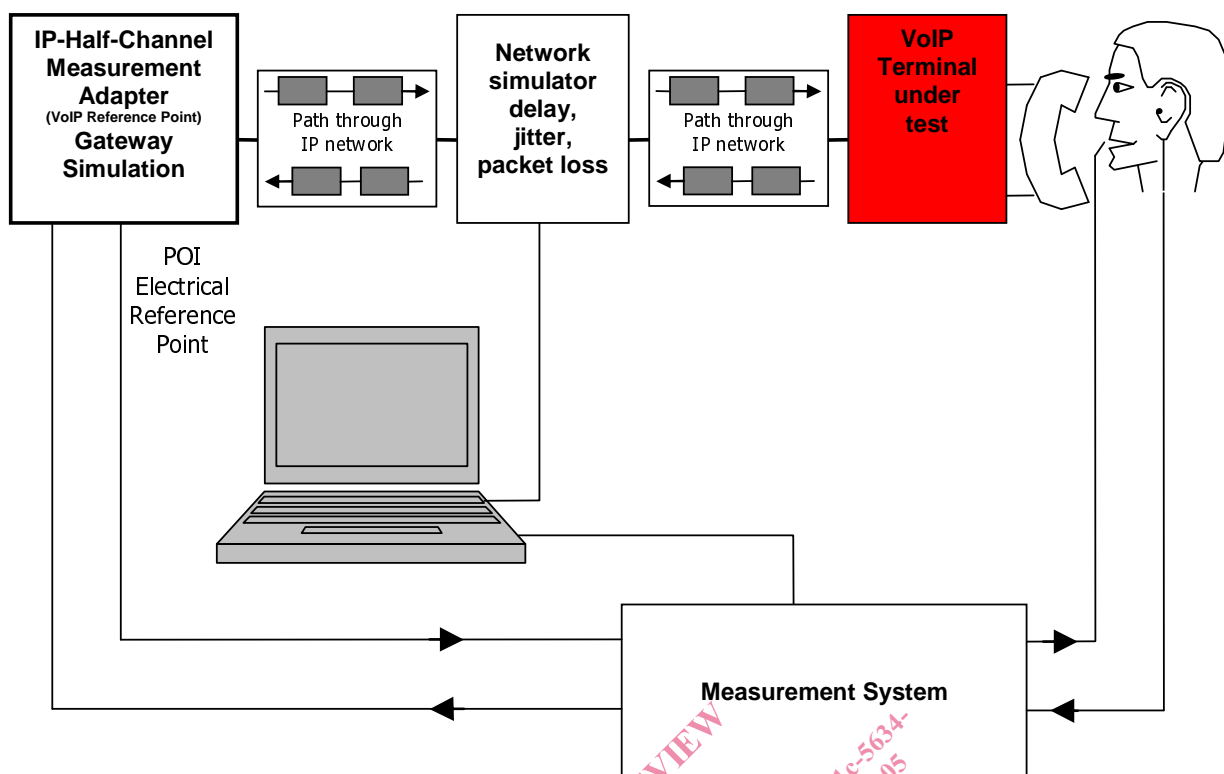 IP-Half-Channel
Measurement
Adapter
(VoIP Reference Point)
Gateway
Simulation
Path through
IP network
Network
simulator
delay,
jitter,
packet loss
Path through
IP network
VoIP
Terminal
under
test
POI
Electrical
Reference
Point
Measurement System